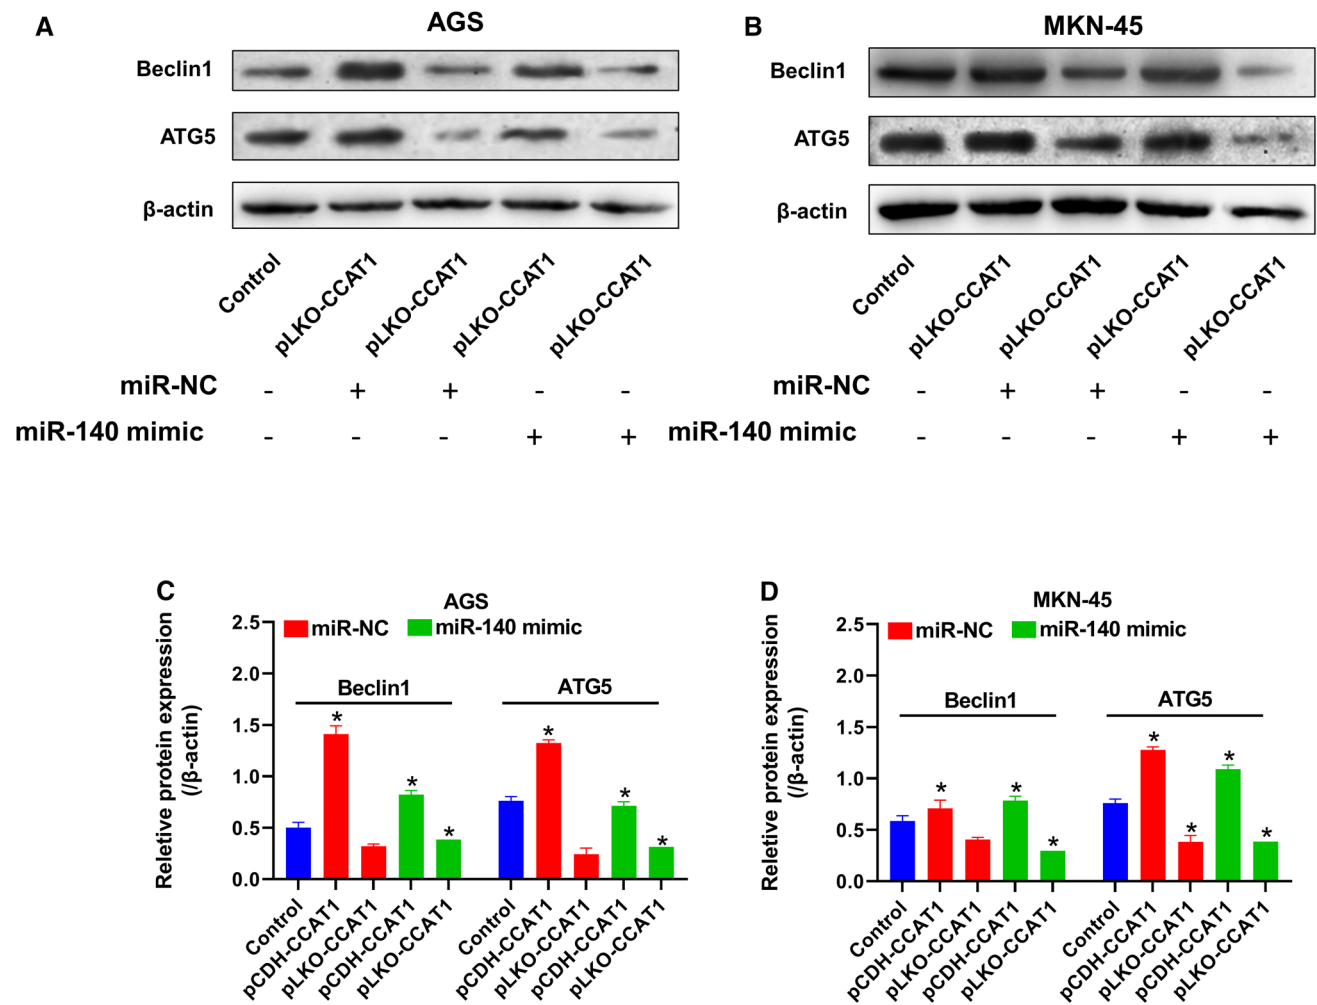 A
AGS
Beclin1
ATG5
β-actin
Control
pLKO-CCAT1
pLKO-CCAT1
pLKO-CCAT1
pLKO-CCAT1
miR-NC - + + - -
miR-140 mimic - - - + +
B
MKN-45
Beclin1
ATG5
β-actin
Control
pLKO-CCAT1
pLKO-CCAT1
pLKO-CCAT1
pLKO-CCAT1
miR-NC - + + - -
miR-140 mimic - - - + +
C
AGS
miR-NC miR-140 mimic
Reletive protein expression
(/β-actin)
2.5
2.0
1.5
1.0
0.5
0.0
Beclin1
ATG5
* * *
* * *
Control
pCDH-CCAT1
pLKO-CCAT1
pCDH-CCAT1
pLKO-CCAT1
Control
pCDH-CCAT1
pLKO-CCAT1
pCDH-CCAT1
pLKO-CCAT1
D
MKN-45
miR-NC miR-140 mimic
Reletive protein expression
(/β-actin)
2.5
2.0
1.5
1.0
0.5
0.0
Beclin1
ATG5
* * *
* * * *
Control
pCDH-CCAT1
pLKO-CCAT1
pCDH-CCAT1
pLKO-CCAT1
Control
pCDH-CCAT1
pLKO-CCAT1
pCDH-CCAT1
pLKO-CCAT1